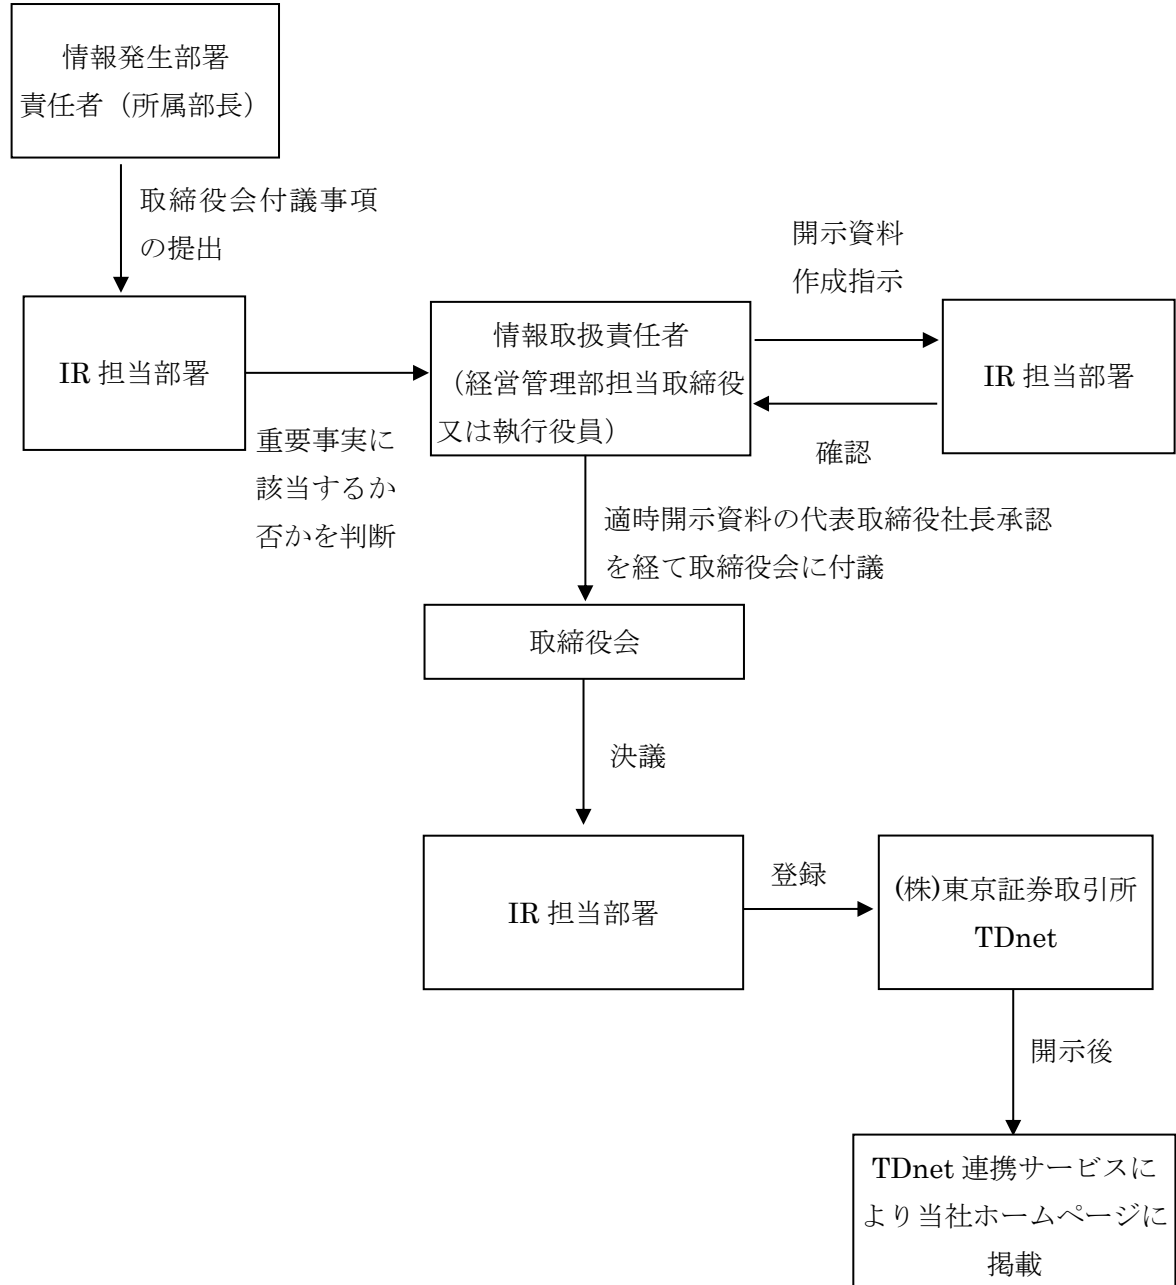 情報発生部署
責任者（所属部長）
取締役会付議事項
の提出
開示資料
作成指示
IR 担当部署
情報取扱責任者
（経営管理部担当取締役
又は執行役員）
IR 担当部署
重要事実に
該当するか
否かを判断
確認
適時開示資料の代表取締役社長承認
を経て取締役会に付議
取締役会
決議
IR 担当部署
登録
(株)東京証券取引所
TDnet
開示後
TDnet 連携サービスに
より当社ホームページに
掲載